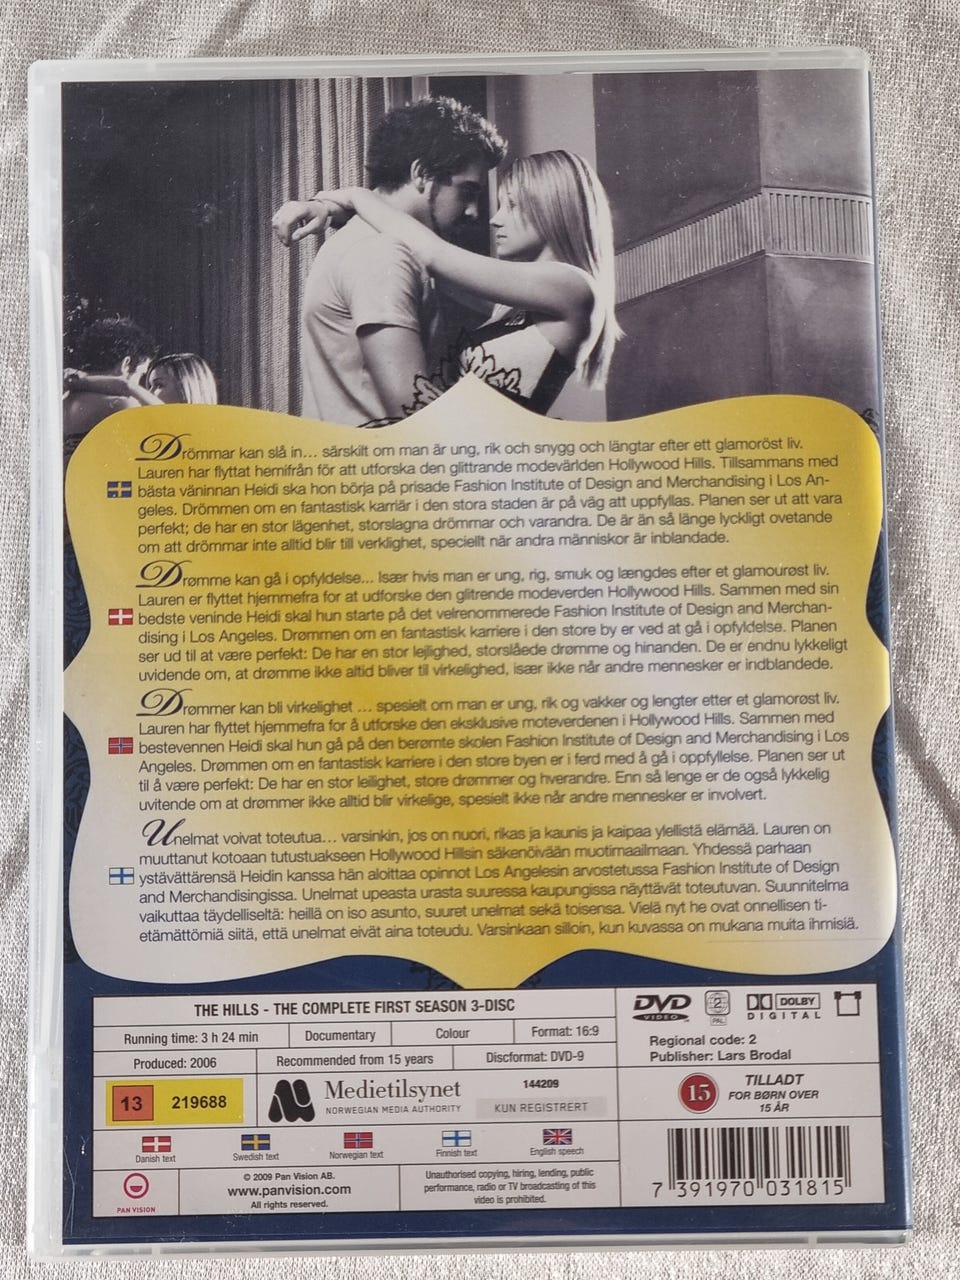 Drömmar kan slå in... särskilt om man är ung, rik och snygg och längtar efter ett glamoröst liv.
Lauren har flyttat hemifrån för att utforska den glittrande modevärlden Hollywood Hills. Tillsammans med
bästa väninnan Heidi ska hon börja på prisade Fashion Institute of Design and Merchandising i Los An-
geles. Drömmen om en fantastisk karriär i den stora staden är på väg att uppfyllas. Planen ser ut att vara
perfekt; de har en stor lägenhet, storslagna drömmar och varandra. De är än så länge lyckligt ovetande
om att drömmar inte alltid blir till verklighet, speciellt när andra människor är inblandade.
Drømme kan gå i opfyldelse... Især hvis man er ung, rig, smuk og længdes efter et glamourøst liv.
Lauren er flyttet hjemmefra for at udforske den glitrende modeverden Hollywood Hills. Sammen med sin
bedste veninde Heidi skal hun starte på det velrenommerede Fashion Institute of Design and Merchan-
dising i Los Angeles. Drømmen om en fantastisk karriere i den store by er ved at gå i opfyldelse. Planen
ser ud til at være perfekt: De har en stor lejlighed, storslåede drømme og hinanden. De er endnu lykkeligt
uvidende om, at drømme ikke altid bliver til virkelighed, især ikke når andre mennesker er indblandede.
Drømmer kan bli virkelighet ... spesielt om man er ung, rik og vakker og lengter etter et glamorøst liv.
Lauren har flyttet hjemmefra for å utforske den eksklusive moteverdenen i Hollywood Hills. Sammen med
bestevennen Heidi skal hun gå på den berømte skolen Fashion Institute of Design and Merchandising i Los
Angeles. Drømmen om en fantastisk karriere i den store byen er i ferd med å gå i oppfyllelse. Planen ser ut
til å være perfekt: De har en stor leilighet, store drømmer og hverandre. Enn så lenge er de også lykkelig
uvitende om at drømmer ikke alltid blir virkelige, spesielt ikke når andre mennesker er involvert.
Unelmat voivat toteutua... varsinkin, jos on nuori, rikas ja kaunis ja kaipaa ylellistä elämää. Lauren on
muuttanut kotoaan tutustuakseen Hollywood Hillsin säkenöivään muotimaailmaan. Yhdessä parhaan
ystävättärensä Heidin kanssa hän aloittaa opinnot Los Angelesin arvostetussa Fashion Institute of Design
and Merchandisingissa. Unelmat upeasta urasta suuressa kaupungissa näyttävät toteutuvan. Suunnitelma
vaikuttaa täydelliseltä: heillä on iso asunto, suuret unelmat sekä toisensa. Vielä nyt he ovat onnellisen ti-
etämättömiä siitä, että unelmat eivät aina toteudu. Varsinkaan silloin, kun kuvassa on mukana muita ihmisiä.
THE HILLS - THE COMPLETE FIRST SEASON 3-DISC
Running time: 3 h 24 min Documentary Colour Format: 16:9
Produced: 2006 Recommended from 15 years Discformat: DVD-9
DVD VIDEO 2 PAL DOLBY DIGITAL
Regional code: 2
Publisher: Lars Brodal
13 219688
Medietilsynet
NORWEGIAN MEDIA AUTHORITY
144209
KUN REGISTRERT
15
TILLADT
FOR BØRN OVER
15 ÅR
Danish text Swedish text Norwegian text Finnish text English speech
PAN VISION
© 2009 Pan Vision AB.
www.panvision.com
All rights reserved.
Unauthorised copying, hiring, lending, public
performance, radio or TV broadcasting of this
video is prohibited.
7 391970 031815